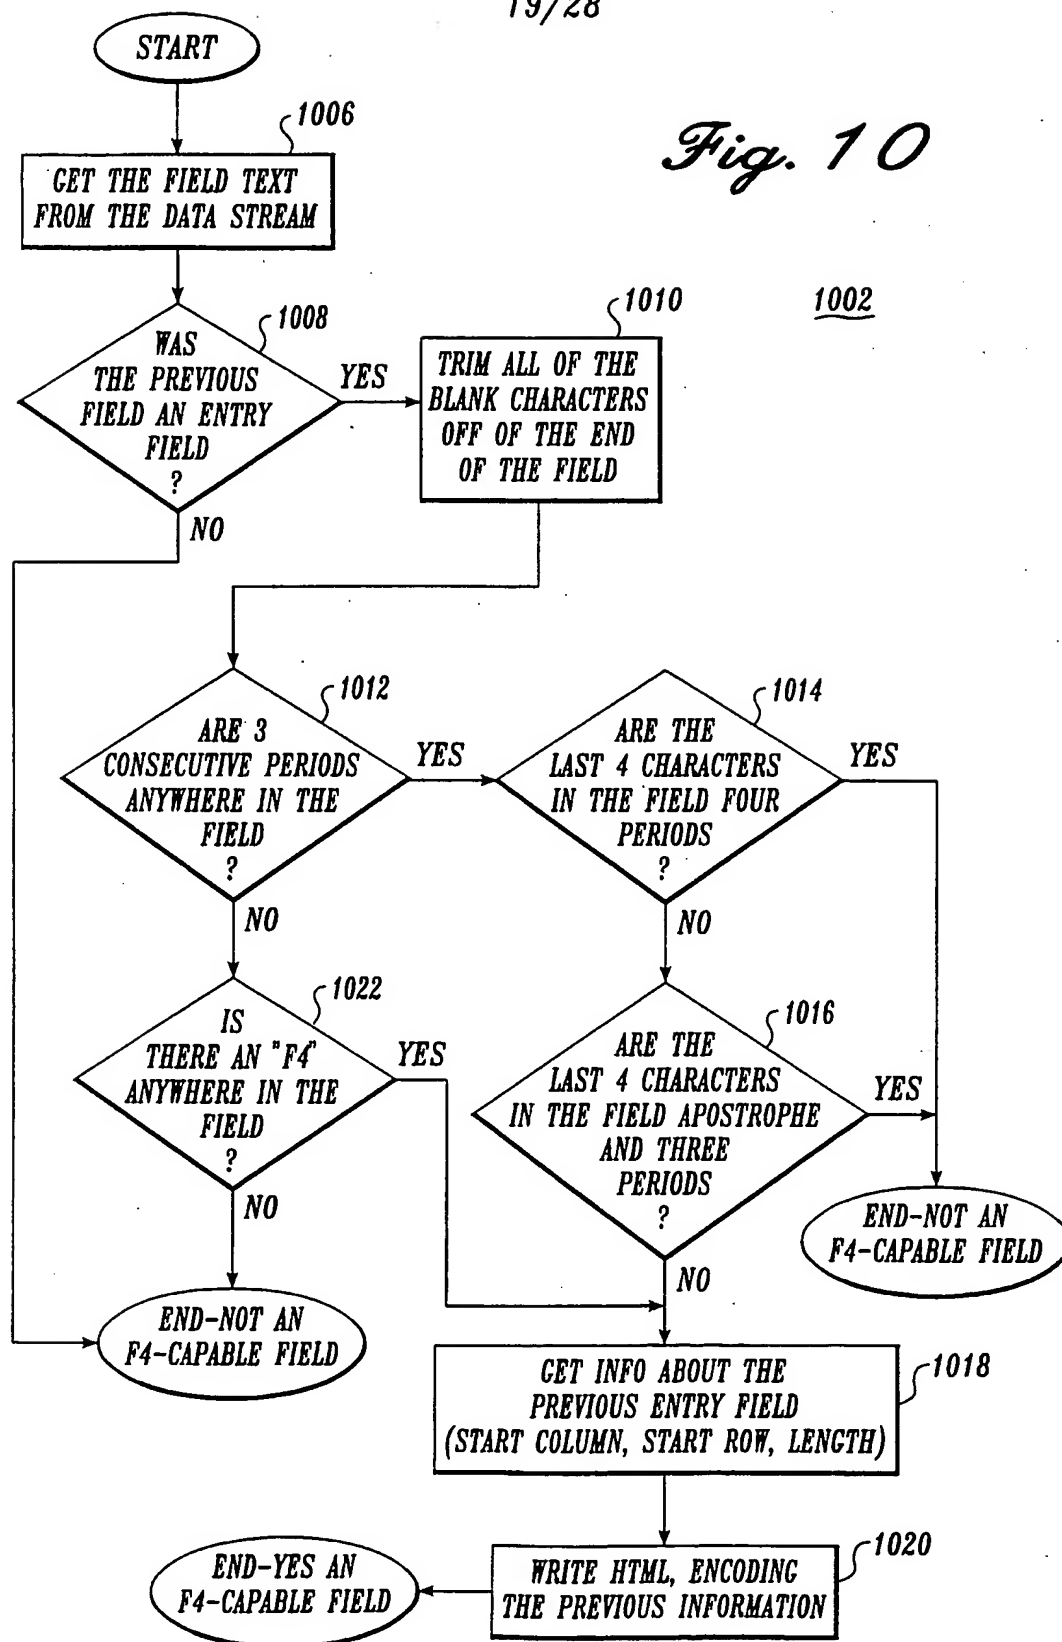 19/28
START
Fig. 10
1006
GET THE FIELD TEXT
FROM THE DATA STREAM
1002
1008
WAS
THE PREVIOUS
FIELD AN ENTRY
FIELD
?
YES
NO
1010
TRIM ALL OF THE
BLANK CHARACTERS
OFF OF THE END
OF THE FIELD
1012
ARE 3
CONSECUTIVE PERIODS
ANYWHERE IN THE
FIELD
?
YES
NO
1014
ARE THE
LAST 4 CHARACTERS
IN THE FIELD FOUR
PERIODS
?
YES
NO
1022
IS
THERE AN "F4"
ANYWHERE IN THE
FIELD
?
YES
NO
1016
ARE THE
LAST 4 CHARACTERS
IN THE FIELD APOSTROPHE
AND THREE
PERIODS
?
YES
NO
END-NOT AN
F4-CAPABLE FIELD
END-NOT AN
F4-CAPABLE FIELD
1018
GET INFO ABOUT THE
PREVIOUS ENTRY FIELD
(START COLUMN, START ROW, LENGTH)
1020
WRITE HTML, ENCODING
THE PREVIOUS INFORMATION
END-YES AN
F4-CAPABLE FIELD